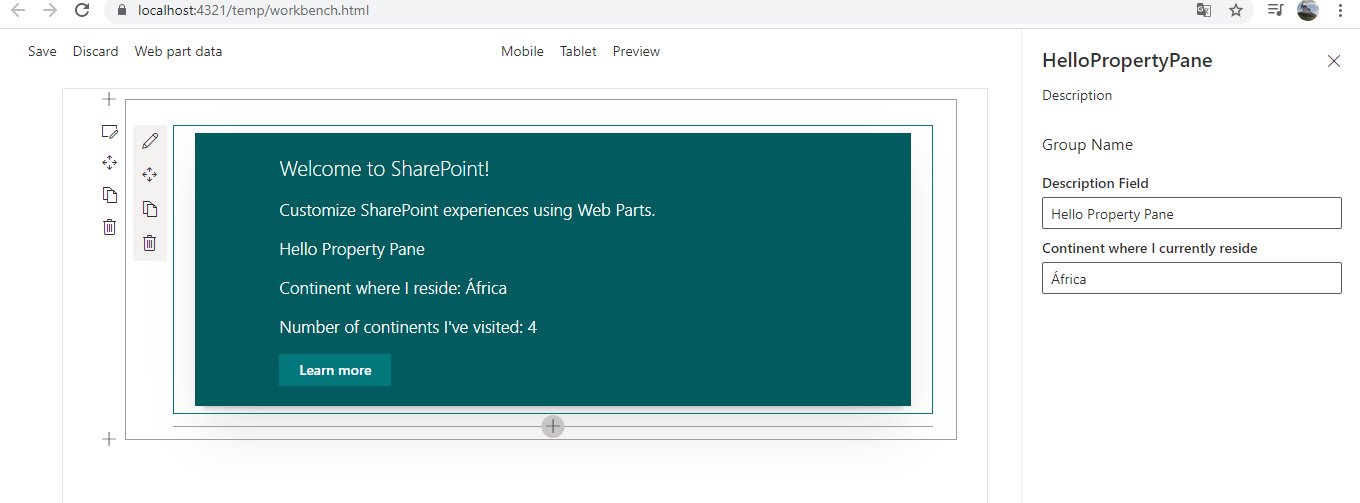 localhost:4321/temp/workbench.html
Save Discard Web part data Mobile Tablet Preview
HelloPropertyPane
Description
Group Name
Description Field
Hello Property Pane
Continent where I currently reside
África
Welcome to SharePoint!
Customize SharePoint experiences using Web Parts.
Hello Property Pane
Continent where I reside: África
Number of continents I've visited: 4
Learn more